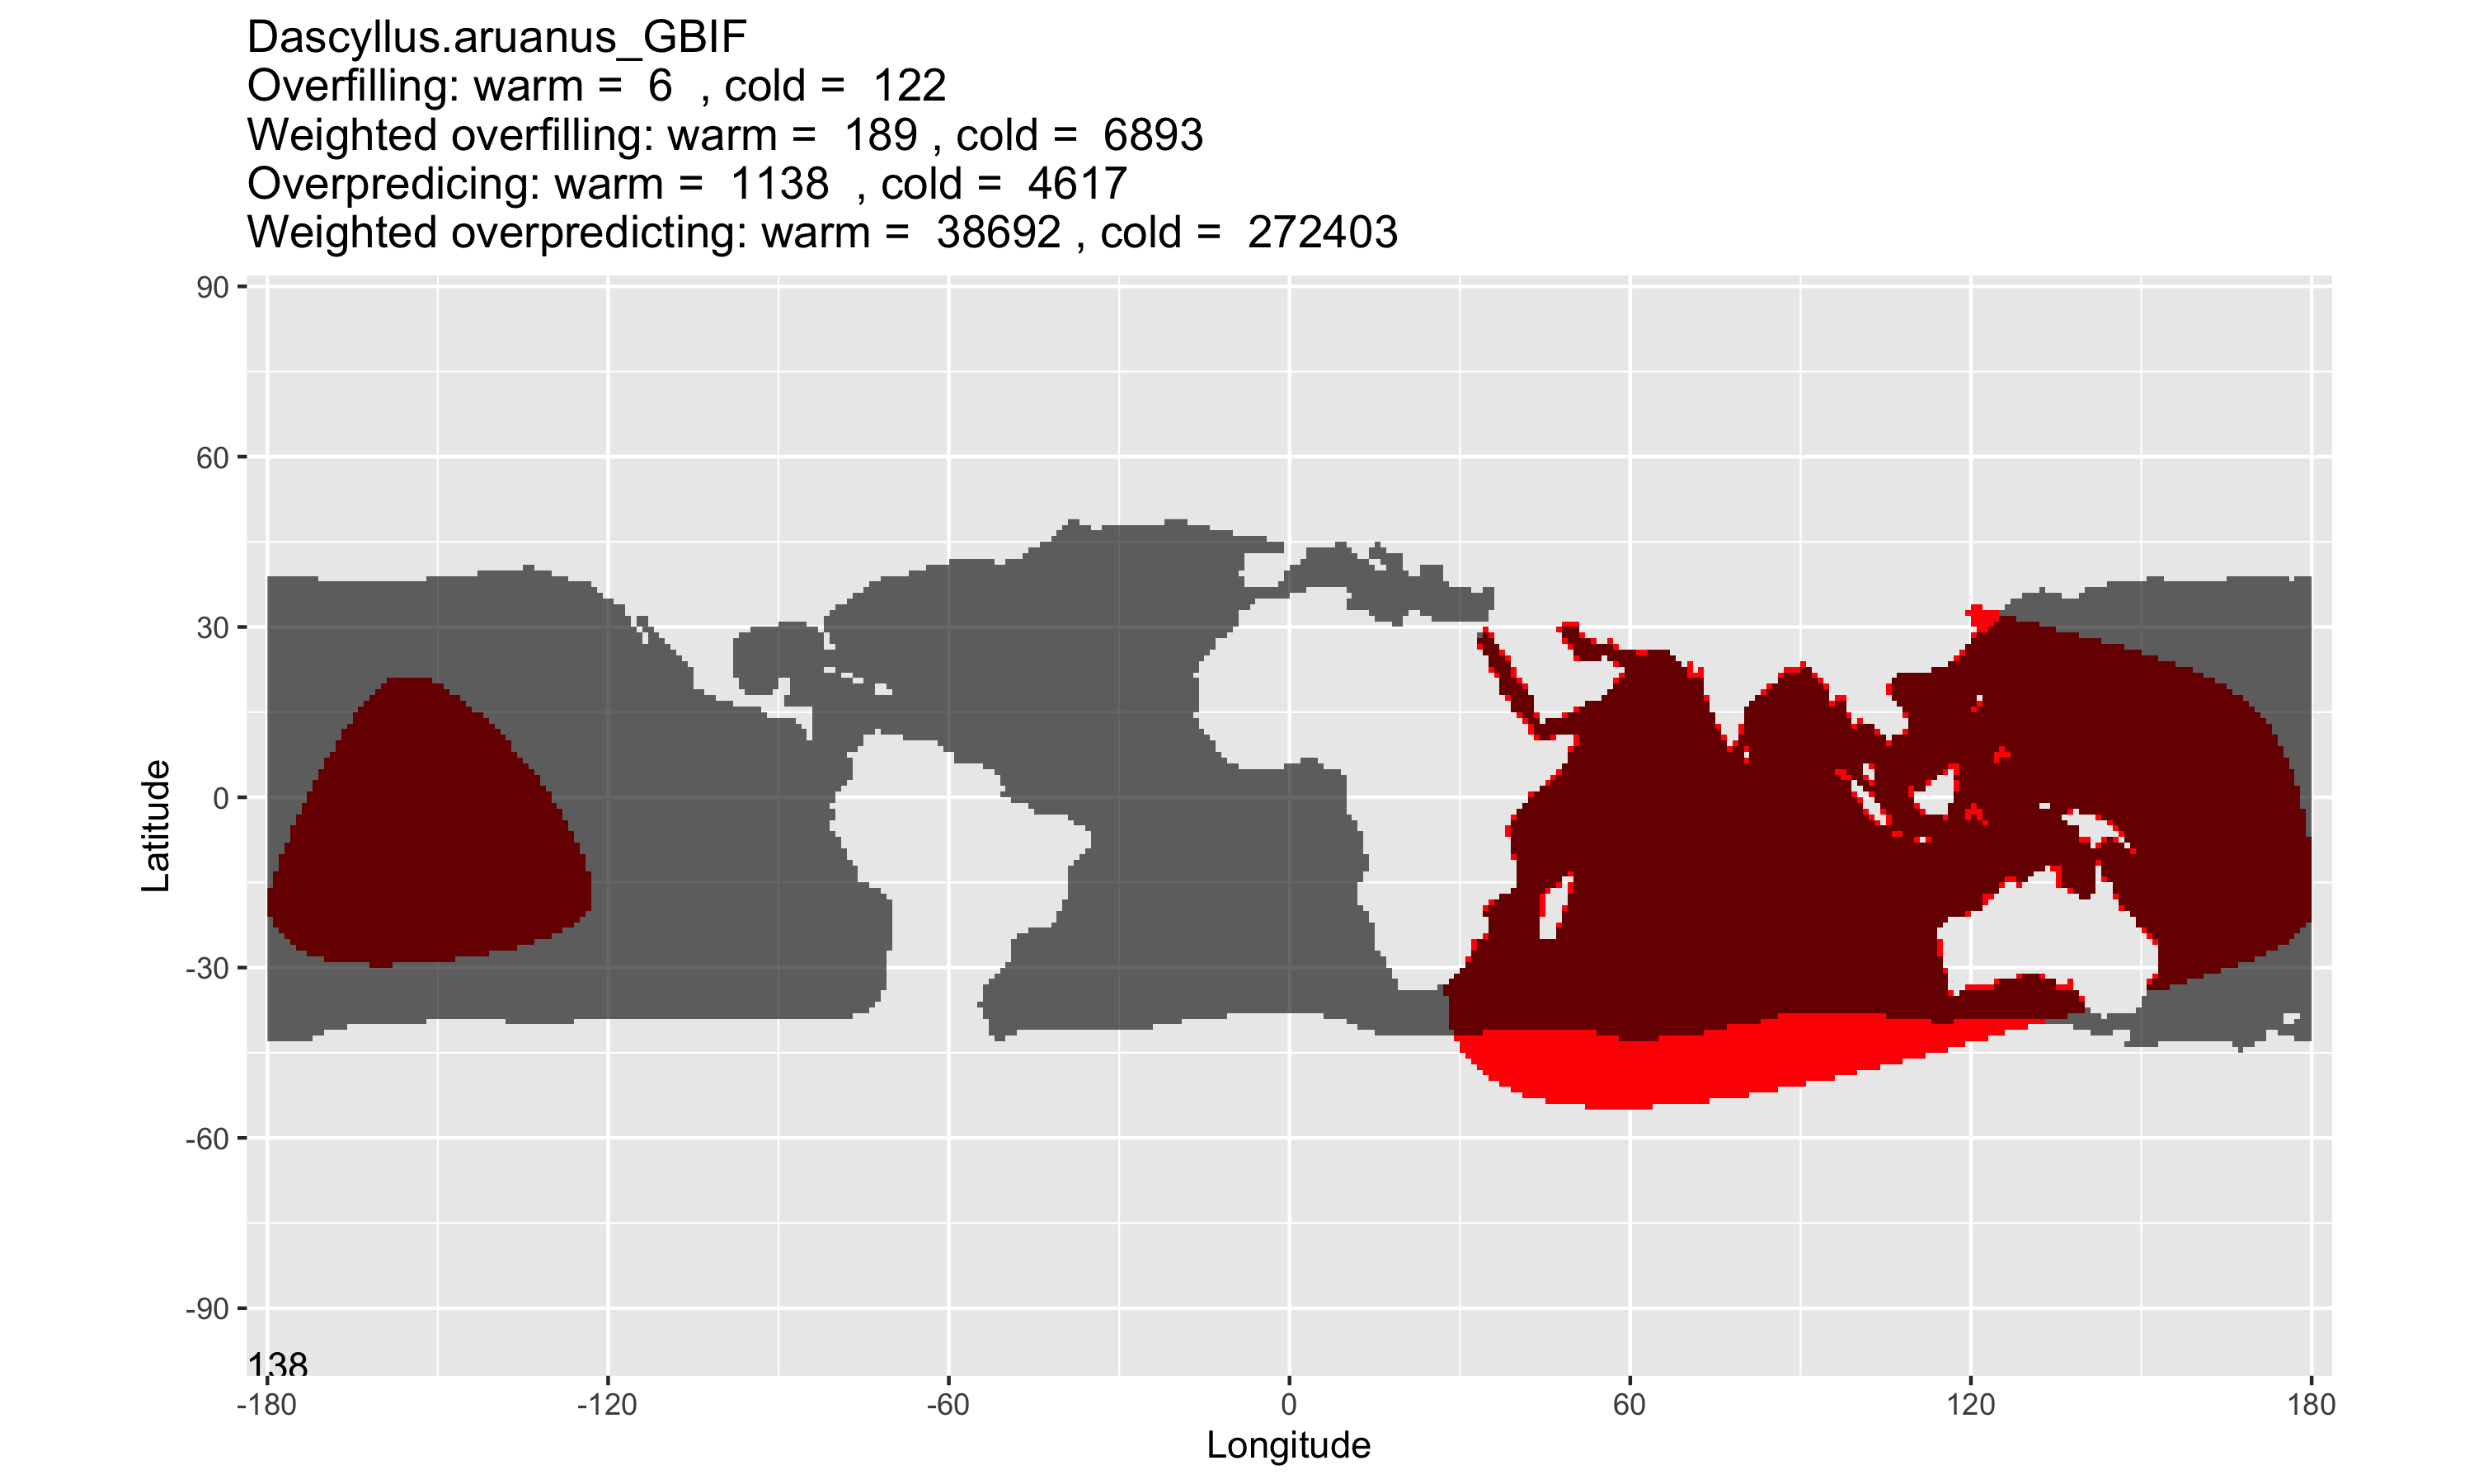 Dascyllus.aruanus_GBIF
Overfilling: warm =  6  , cold =  122
Weighted overfilling: warm =  189 , cold =  6893
Overpredicing: warm =  1138  , cold =  4617
Weighted overpredicting: warm =  38692 , cold =  272403
90
60
30
0
-30
-60
-90
Latitude
138
-180
-120
-60
0
60
120
180
Longitude